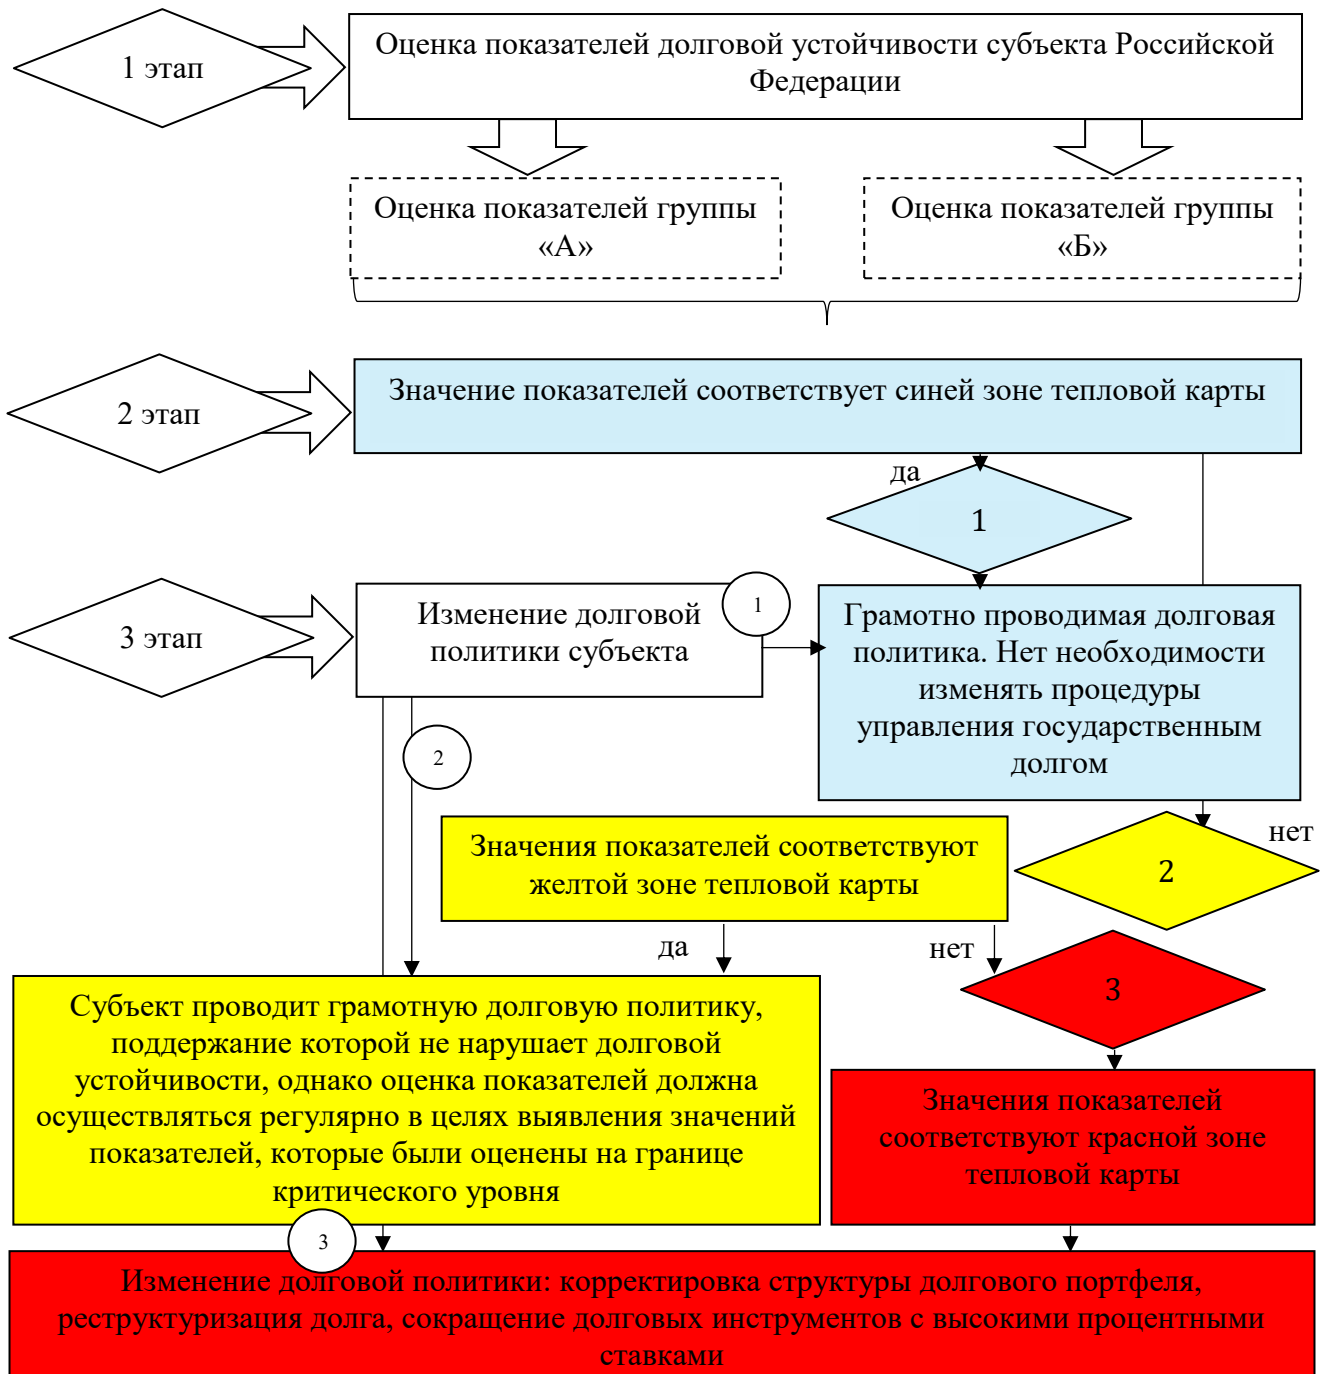 1 этап
Оценка показателей долговой устойчивости субъекта Российской
Федерации
Оценка показателей группы
«А»
Оценка показателей группы
«Б»
2 этап
Значение показателей соответствует синей зоне тепловой карты
да
1
3 этап
Изменение долговой
политики субъекта
1
Грамотно проводимая долговая
политика. Нет необходимости
изменять процедуры
управления государственным
долгом
2
Значения показателей соответствуют
желтой зоне тепловой карты
нет
2
да
нет
3
Субъект проводит грамотную долговую политику,
поддержание которой не нарушает долговой
устойчивости, однако оценка показателей должна
осуществляться регулярно в целях выявления значений
показателей, которые были оценены на границе
критического уровня
Значения показателей
соответствуют красной зоне
тепловой карты
3
Изменение долговой политики: корректировка структуры долгового портфеля,
реструктуризация долга, сокращение долговых инструментов с высокими процентными
ставками